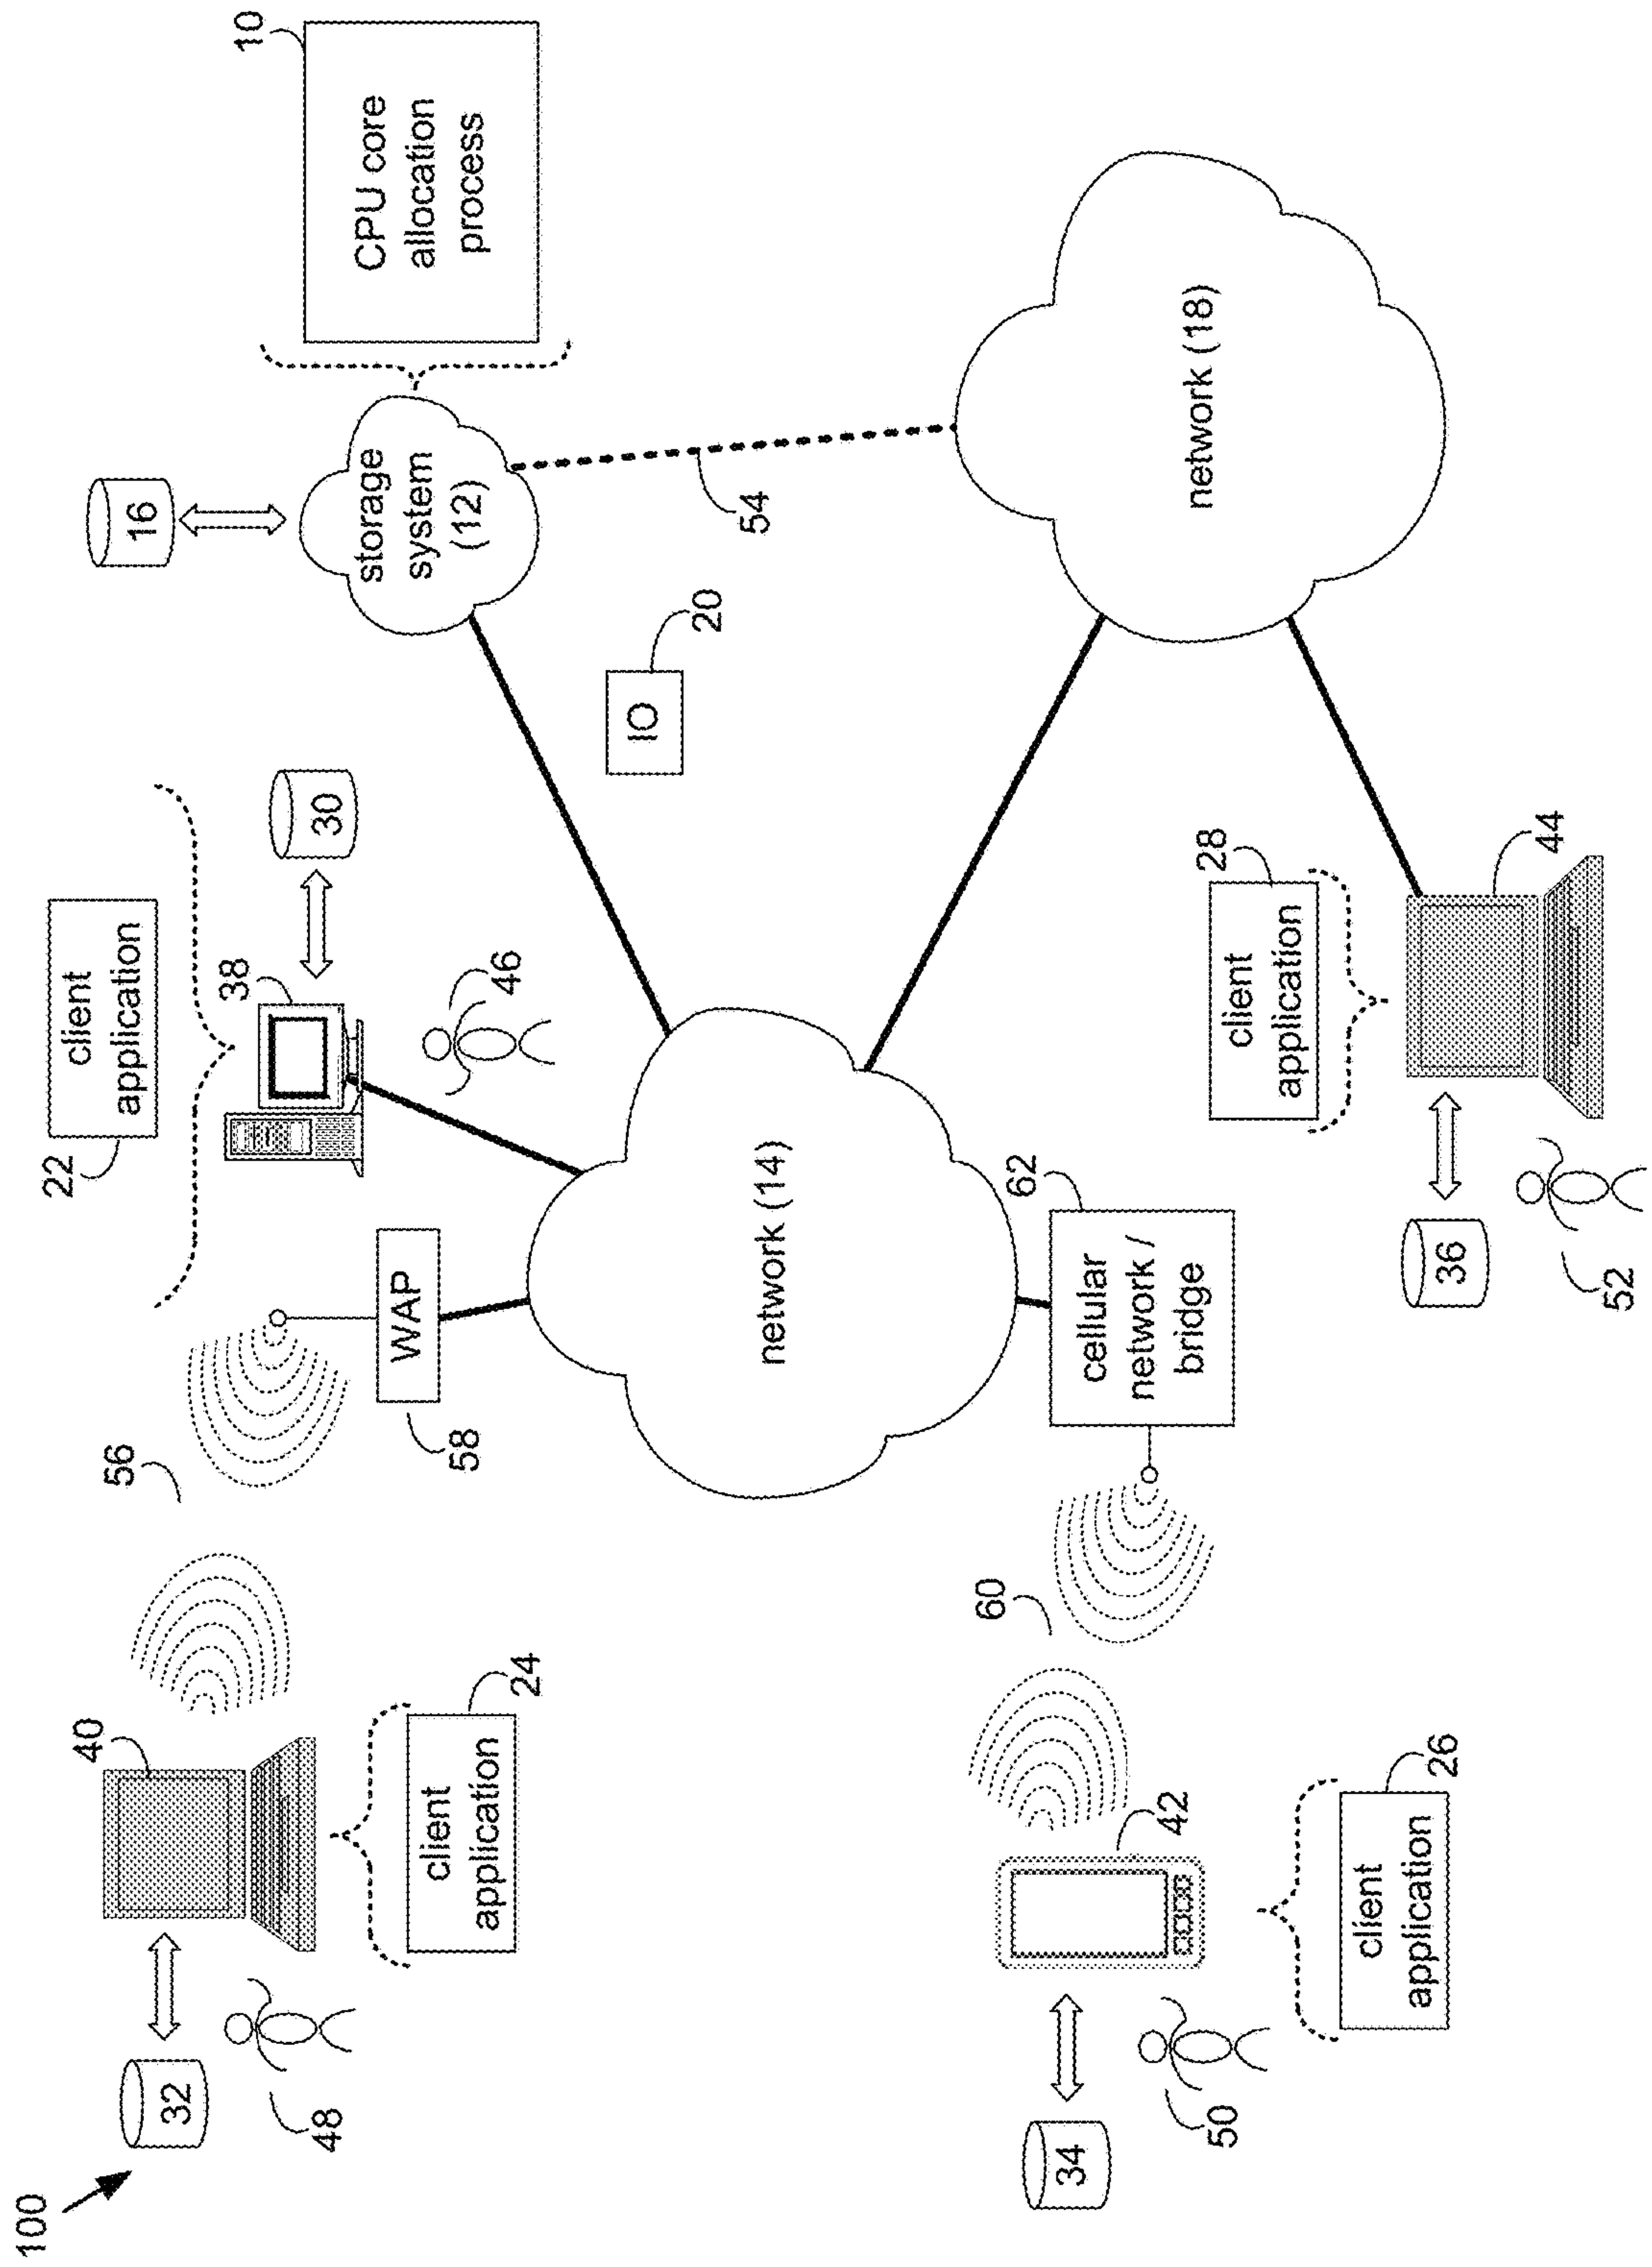 100
32
48
40
56
client
application
24
22
client
application
38
30
46
WAP
58
16
storage
system
(12)
10
CPU core
allocation
process
IO
20
54
network (14)
network (18)
34
50
42
60
client
application
26
62
cellular
network /
bridge
28
client
application
44
36
52